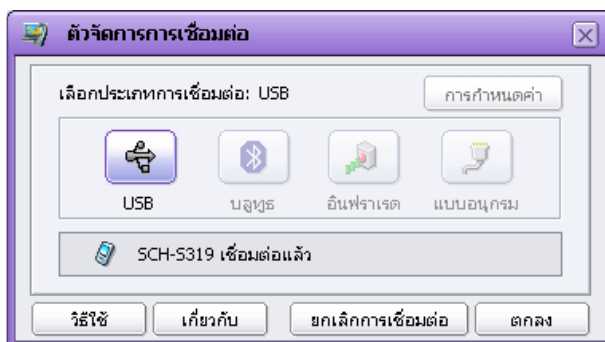 ตัวจัดการการเชื่อมต่อ
เลือกประเภทการเชื่อมต่อ: USB การกำหนดค่า
USB บลูทูธ อินฟราเรด แบบอนุกรม
SCH-S319 เชื่อมต่อแล้ว
วิธีใช้ เกี่ยวกับ ยกเลิกการเชื่อมต่อ ตกลง